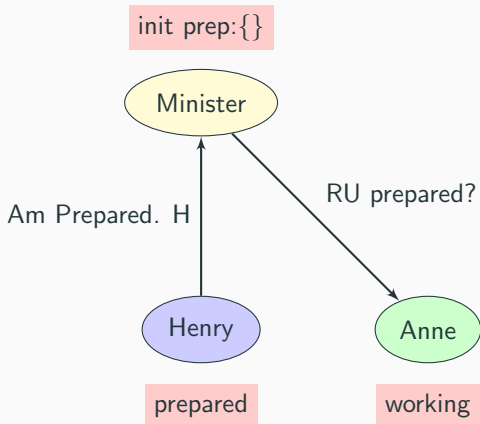 init prep:{}
Minister
RU prepared?
Am Prepared. H
Henry
Anne
prepared
working